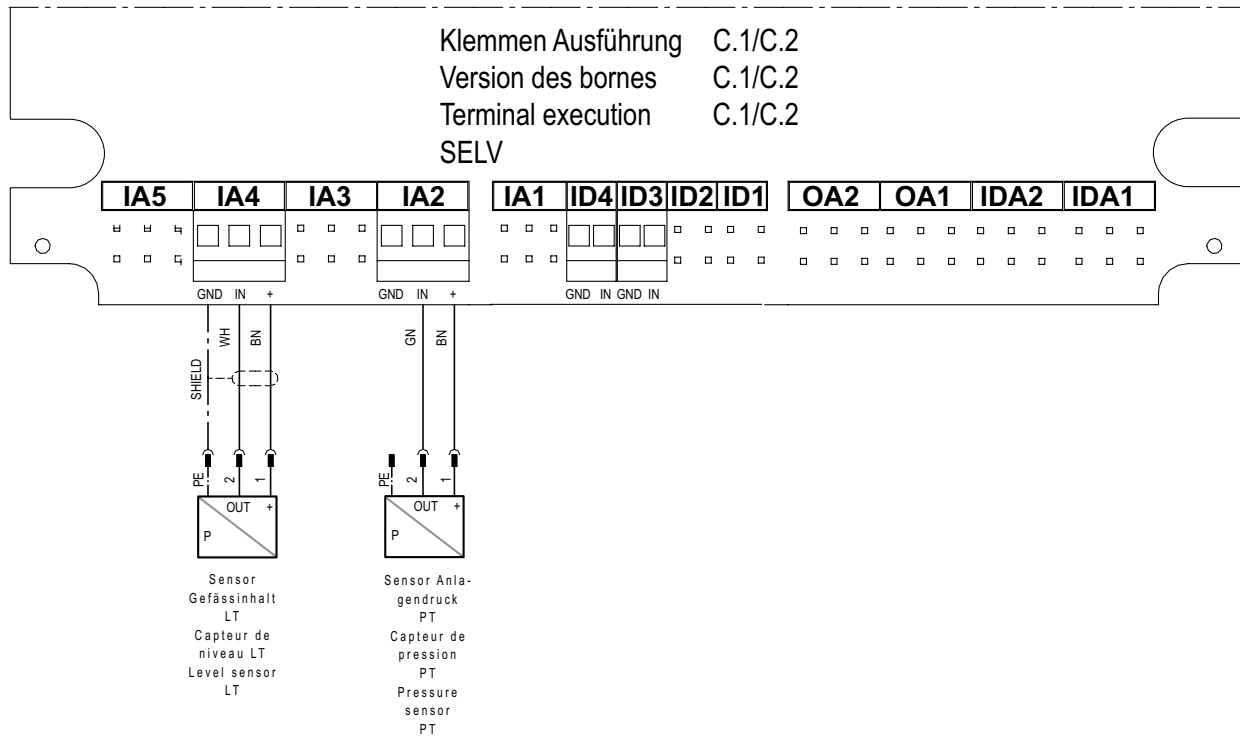 Klemmen Ausführung C.1/C.2
Version des bornes C.1/C.2
Terminal execution C.1/C.2
SELV
IA5 IA4 IA3 IA2 IA1 ID4 ID3 ID2 ID1 OA2 OA1 IDA2 IDA1
GND IN + GND IN + GND IN GND IN
SHIELD WH BN GN BN
PE 2 1 PE 2 1
OUT + OUT +
P P
Sensor
Gefässinhalt
LT
Capteur de
niveau LT
Level sensor
LT
Sensor Anla-
gendruck
PT
Capteur de
pression
PT
Pressure
sensor
PT